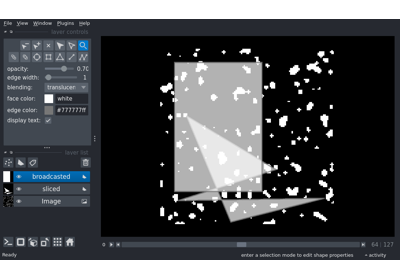 File View Window Plugins Help
layer controls
opacity: 0.70
edge width: 1
blending: translucen
face color: white
edge color: #777777ff
display text: ✓
layer list
broadcasted
sliced
Image
0 64 | 127
Ready enter a selection mode to edit shape properties activity